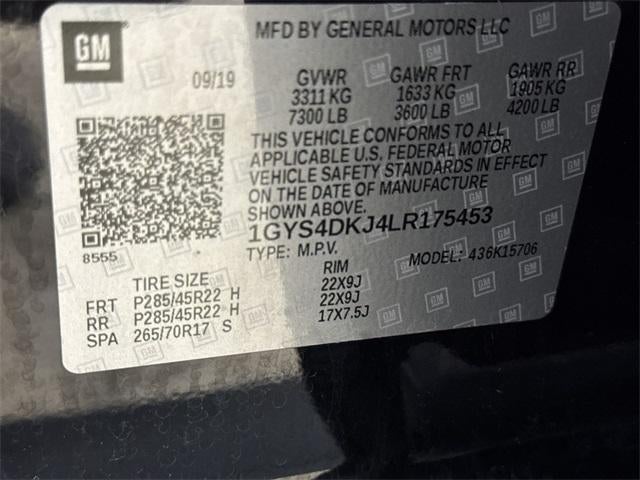 GM
MFD BY GENERAL MOTORS LLC
09/19
GVWR GAWR FRT GAWR RR
3311 KG 1633 KG 1905 KG
7300 LB 3600 LB 4200 LB
THIS VEHICLE CONFORMS TO ALL
APPLICABLE U.S. FEDERAL MOTOR
VEHICLE SAFETY STANDARDS IN EFFECT
ON THE DATE OF MANUFACTURE
SHOWN ABOVE.
1GYS4DKJ4LR175453
8555
TYPE: M.P.V. MODEL: 436K15706
TIRE SIZE RIM
FRT P285/45R22 H 22X9J
RR P285/45R22 H 22X9J
SPA 265/70R17 S 17X7.5J